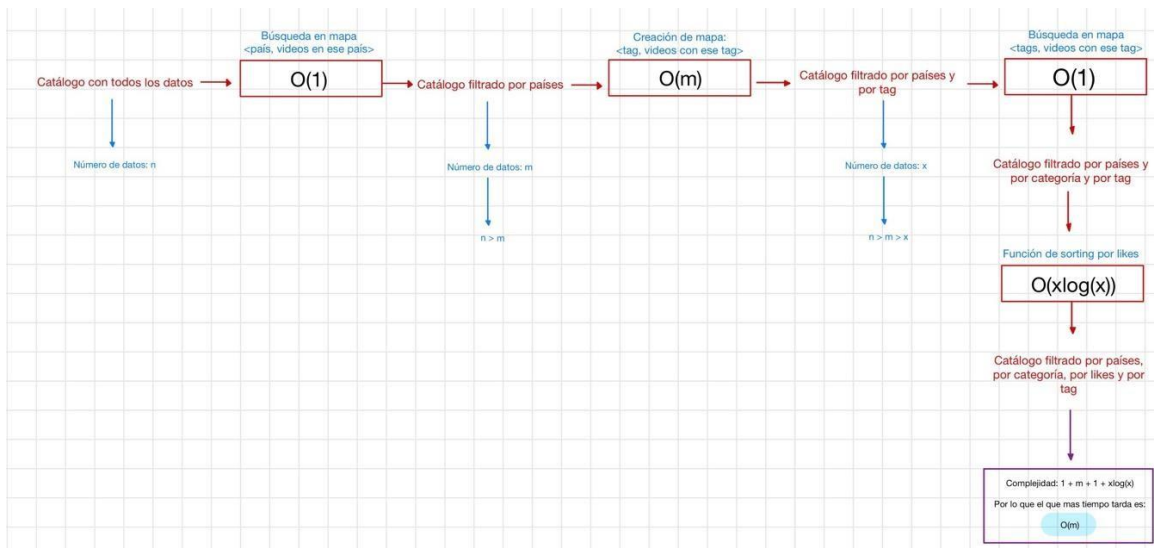 Búsqueda en mapa
<país, videos en ese país>
Creación de mapa:
<tag, videos con ese tag>
Búsqueda en mapa
<tags, videos con ese tag>
Catálogo con todos los datos
O(1)
Catálogo filtrado por países
O(m)
Catálogo filtrado por países y
por tag
O(1)
Número de datos: n
Número de datos: m
Número de datos: x
n > m
n > m > x
Catálogo filtrado por países y
por categoría y por tag
Función de sorting por likes
O(xlog(x))
Catálogo filtrado por países,
por categoría, por likes y por
tag
Complejidad: 1 + m + 1 + xlog(x)
Por lo que el que mas tiempo tarda es:
O(m)